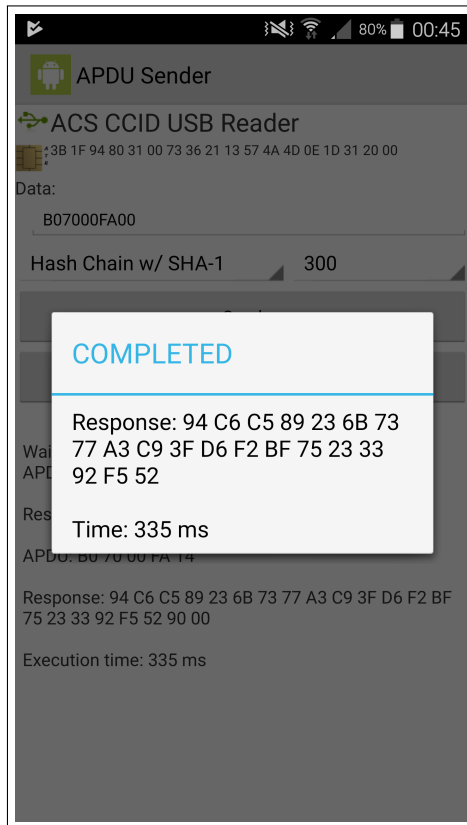 80% 00:45
APDU Sender
ACS CCID USB Reader
3B 1F 94 80 31 00 73 36 21 13 57 4A 4D 0E 1D 31 20 00
Data:
B07000FA00
Hash Chain w/ SHA-1 300
COMPLETED
Response: 94 C6 C5 89 23 6B 73
77 A3 C9 3F D6 F2 BF 75 23 33
92 F5 52
Time: 335 ms
APDU: B0 70 00 FA 14
Response: 94 C6 C5 89 23 6B 73 77 A3 C9 3F D6 F2 BF
75 23 33 92 F5 52 90 00
Execution time: 335 ms